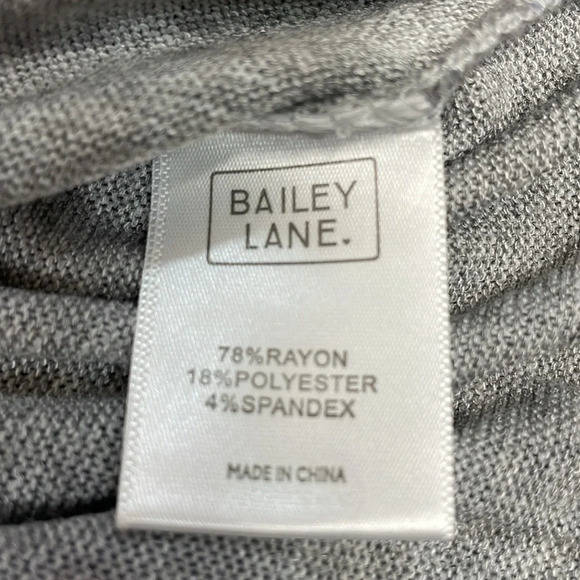 BAILEY
LANE.
78%RAYON
18%POLYESTER
4%SPANDEX
MADE IN CHINA